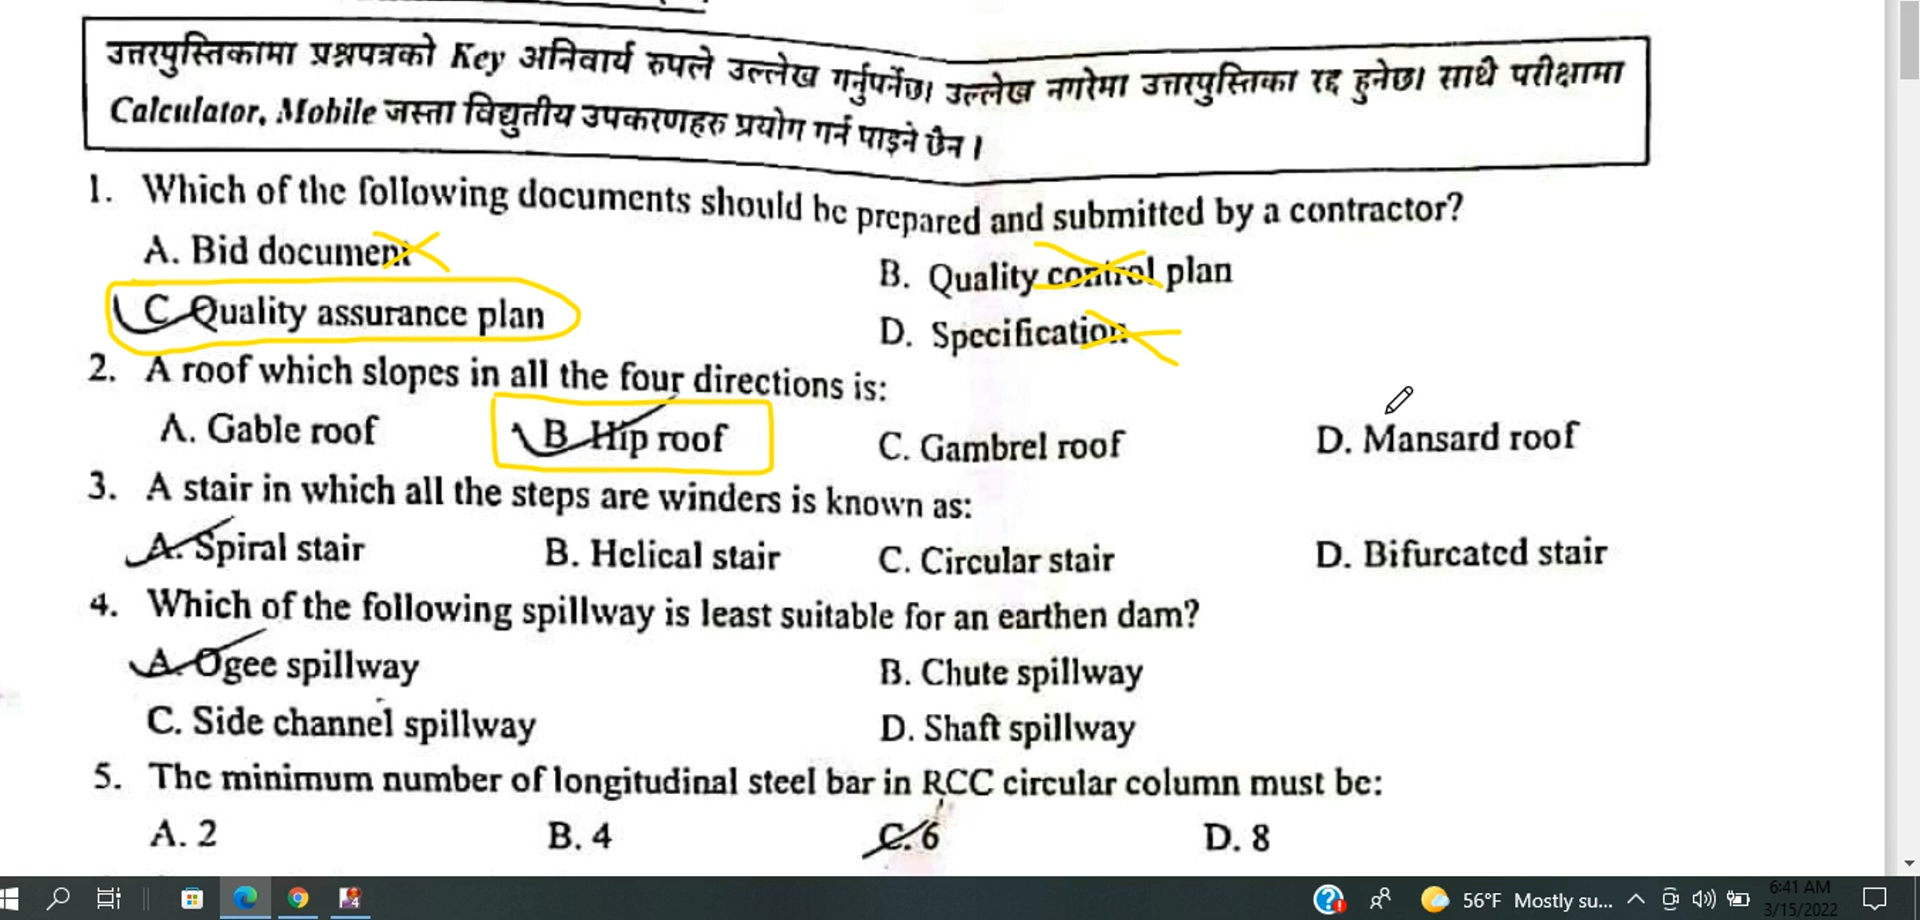 उत्तरपुस्तिकामा प्रश्नपत्रको Key अनिवार्य रुपले उल्लेख गर्नुपर्नेछ। उल्लेख नगरेमा उत्तरपुस्तिका रद्द हुनेछ। साथै परीक्षामा
Calculator, Mobile जस्ता विद्युतीय उपकरणहरु प्रयोग गर्न पाइने छैन ।
1. Which of the following documents should be prepared and submitted by a contractor?
A. Bid document
B. Quality control plan
C Quality assurance plan
D. Specification
2. A roof which slopes in all the four directions is:
A. Gable roof B Hip roof C. Gambrel roof D. Mansard roof
3. A stair in which all the steps are winders is known as:
A. Spiral stair B. Helical stair C. Circular stair D. Bifurcated stair
4. Which of the following spillway is least suitable for an earthen dam?
A. Ogee spillway B. Chute spillway
C. Side channel spillway D. Shaft spillway
5. The minimum number of longitudinal steel bar in RCC circular column must be:
A. 2 B. 4 C. 6 D. 8
56°F Mostly su... 6:41 AM
3/15/2022